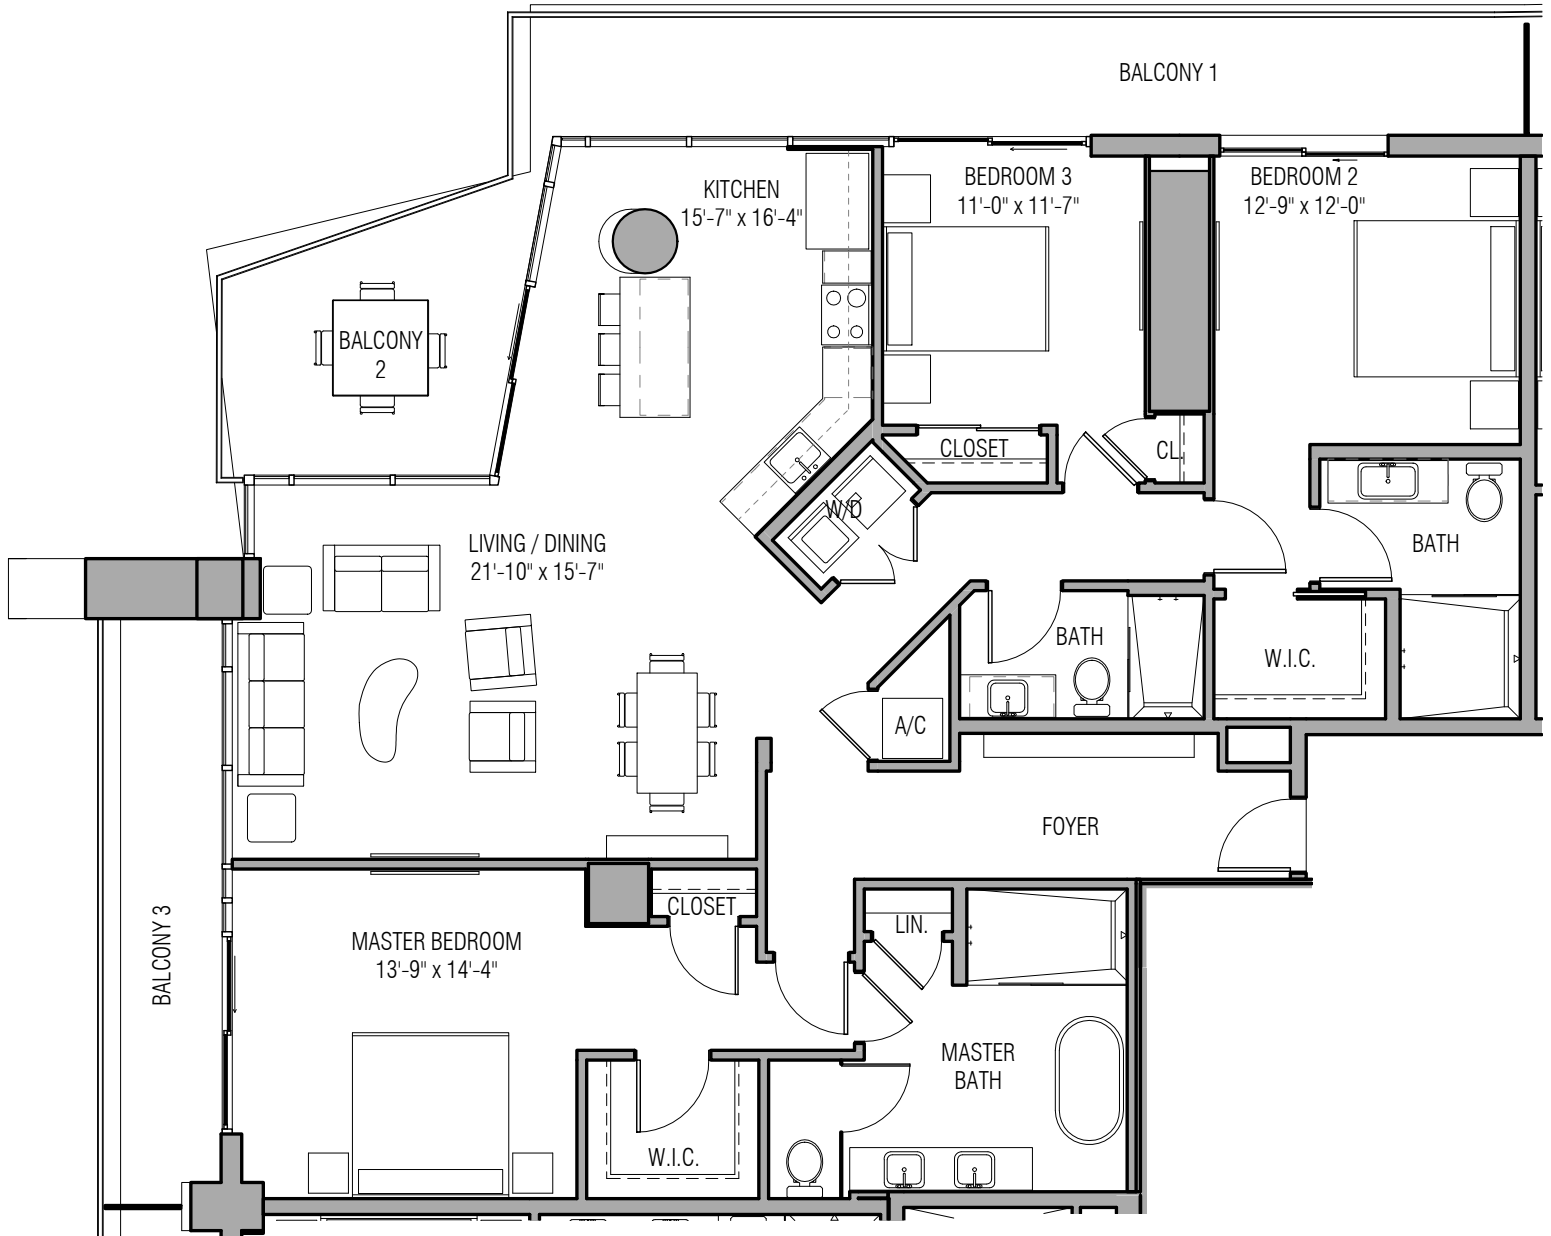 BALCONY 1
KITCHEN
15'-7" x 16'-4"
BEDROOM 3
11'-0" x 11'-7"
BEDROOM 2
12'-9" x 12'-0"
BALCONY
2
CLOSET
CL.
W/D
LIVING / DINING
21'-10" x 15'-7"
BATH
BATH
W.I.C.
A/C
FOYER
BALCONY 3
CLOSET
LIN.
MASTER BEDROOM
13'-9" x 14'-4"
MASTER
BATH
W.I.C.